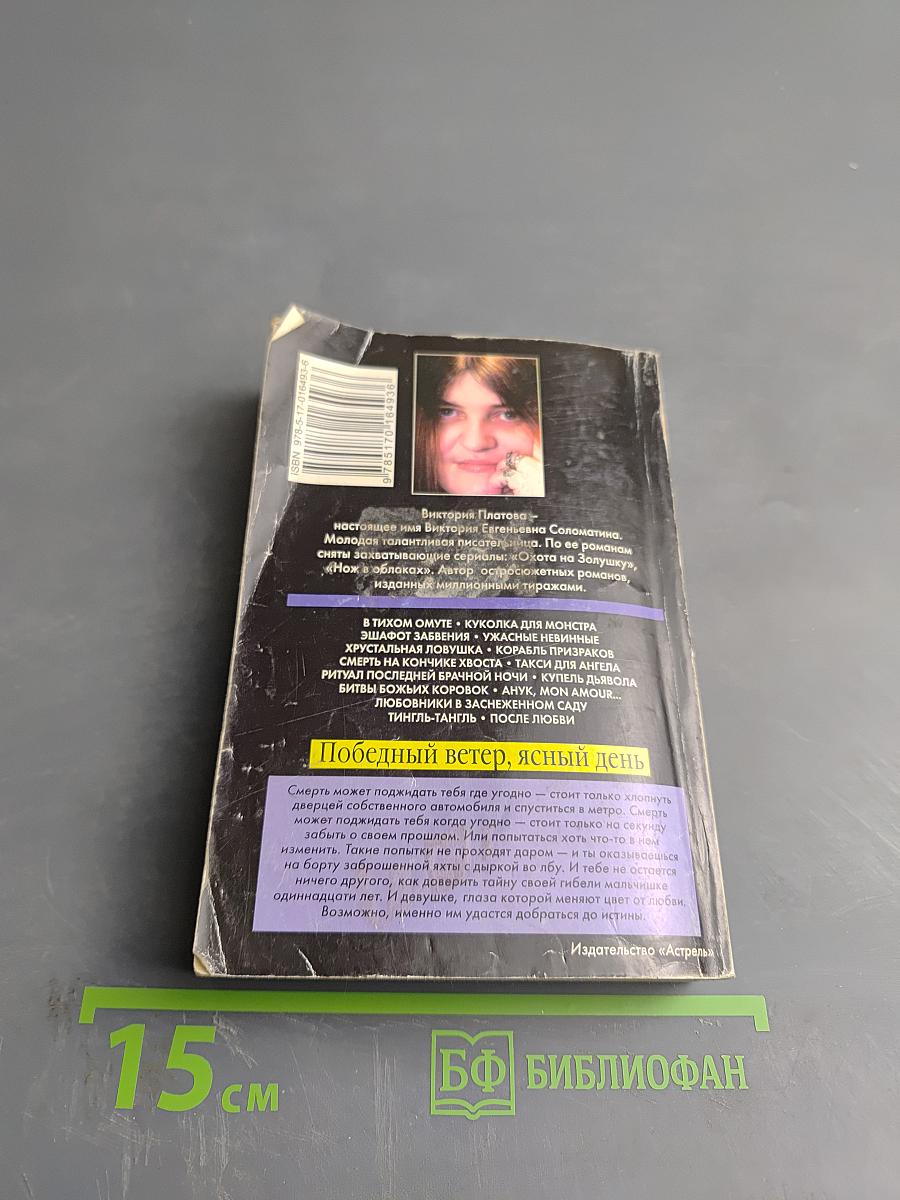 ISBN 978-5-17-016493-6
9 785170 164936
Виктория Платова –
настоящее имя Виктория Евгеньевна Соломатина.
Молодая талантливая писательница. По ее романам
сняты захватывающие сериалы: «Охота на Золушку»,
«Нож в облаках». Автор остросюжетных романов,
изданных миллионными тиражами.
В ТИХОМ ОМУТЕ • КУКОЛКА ДЛЯ МОНСТРА
ЭШАФОТ ЗАБВЕНИЯ • УЖАСНЫЕ НЕВИННЫЕ
ХРУСТАЛЬНАЯ ЛОВУШКА • КОРАБЛЬ ПРИЗРАКОВ
СМЕРТЬ НА КОНЧИКЕ ХВОСТА • ТАКСИ ДЛЯ АНГЕЛА
РИТУАЛ ПОСЛЕДНЕЙ БРАЧНОЙ НОЧИ • КУПЕЛЬ ДЬЯВОЛА
БИТВЫ БОЖЬИХ КОРОВОК • АНУК, MON AMOUR...
ЛЮБОВНИКИ В ЗАСНЕЖЕННОМ САДУ
ТИНГЛЬ-ТАНГЛЬ • ПОСЛЕ ЛЮБВИ
Победный ветер, ясный день
Смерть может поджидать тебя где угодно — стоит только хлопнуть
дверцей собственного автомобиля и спуститься в метро. Смерть
может поджидать тебя когда угодно — стоит только на секунду
забыть о своем прошлом. Или попытаться хоть что-то в нем
изменить. Такие попытки не проходят даром — и ты оказываешься
на борту заброшенной яхты с дыркой во лбу. И тебе не остается
ничего другого, как доверить тайну своей гибели мальчишке
одиннадцати лет. И девушке, глаза которой меняют цвет от любви.
Возможно, именно им удастся добраться до истины.
Издательство «Астрель»
15 см
БФ БИБЛИОФАН